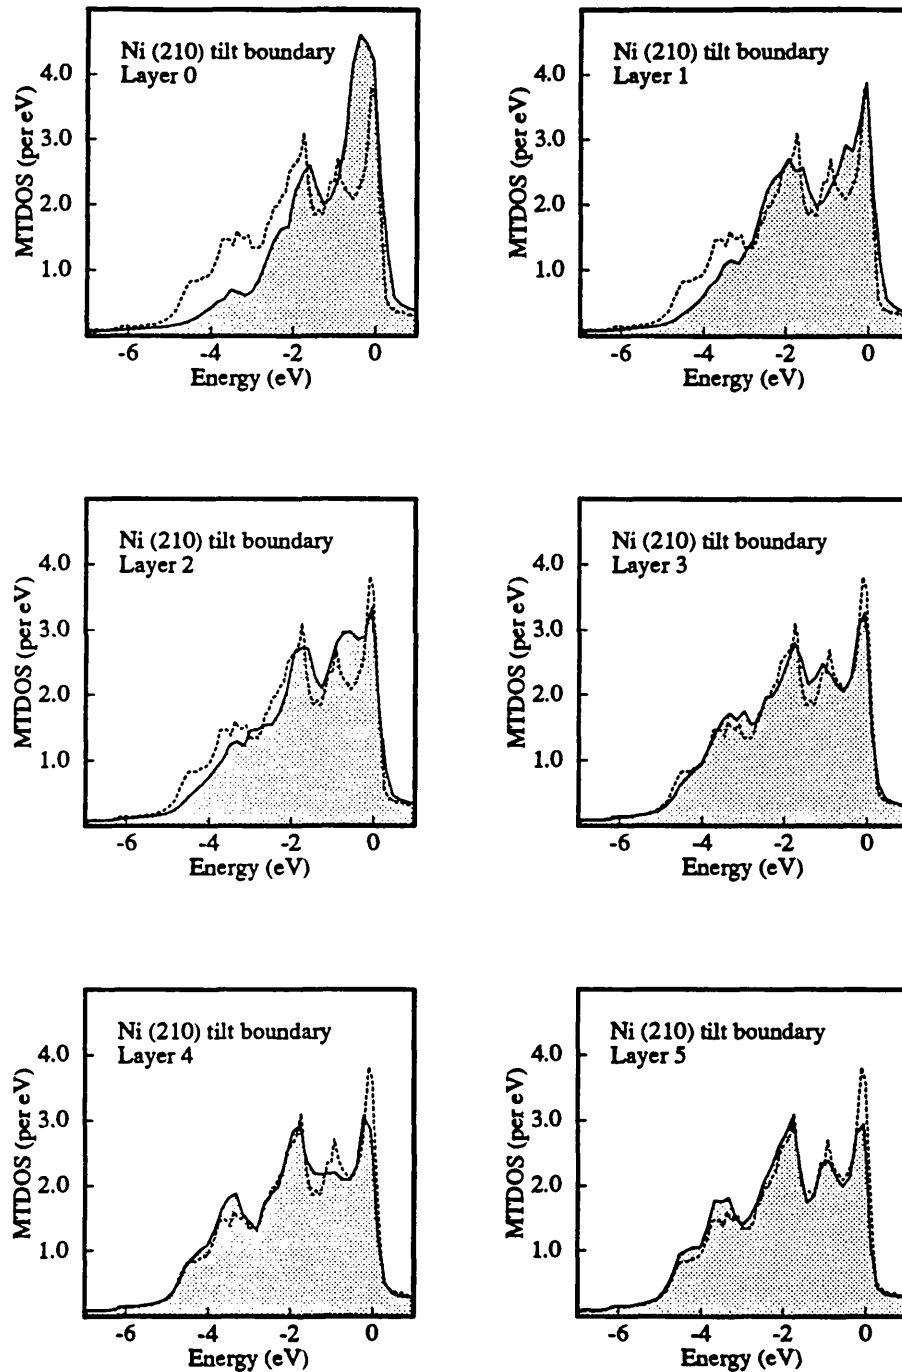 Ni (210) tilt boundary
Layer 0
MTDOS (per eV)
4.0
3.0
2.0
1.0
-6 -4 -2 0
Energy (eV)
Ni (210) tilt boundary
Layer 1
MTDOS (per eV)
4.0
3.0
2.0
1.0
-6 -4 -2 0
Energy (eV)
Ni (210) tilt boundary
Layer 2
MTDOS (per eV)
4.0
3.0
2.0
1.0
-6 -4 -2 0
Energy (eV)
Ni (210) tilt boundary
Layer 3
MTDOS (per eV)
4.0
3.0
2.0
1.0
-6 -4 -2 0
Energy (eV)
Ni (210) tilt boundary
Layer 4
MTDOS (per eV)
4.0
3.0
2.0
1.0
-6 -4 -2 0
Energy (eV)
Ni (210) tilt boundary
Layer 5
MTDOS (per eV)
4.0
3.0
2.0
1.0
-6 -4 -2 0
Energy (eV)